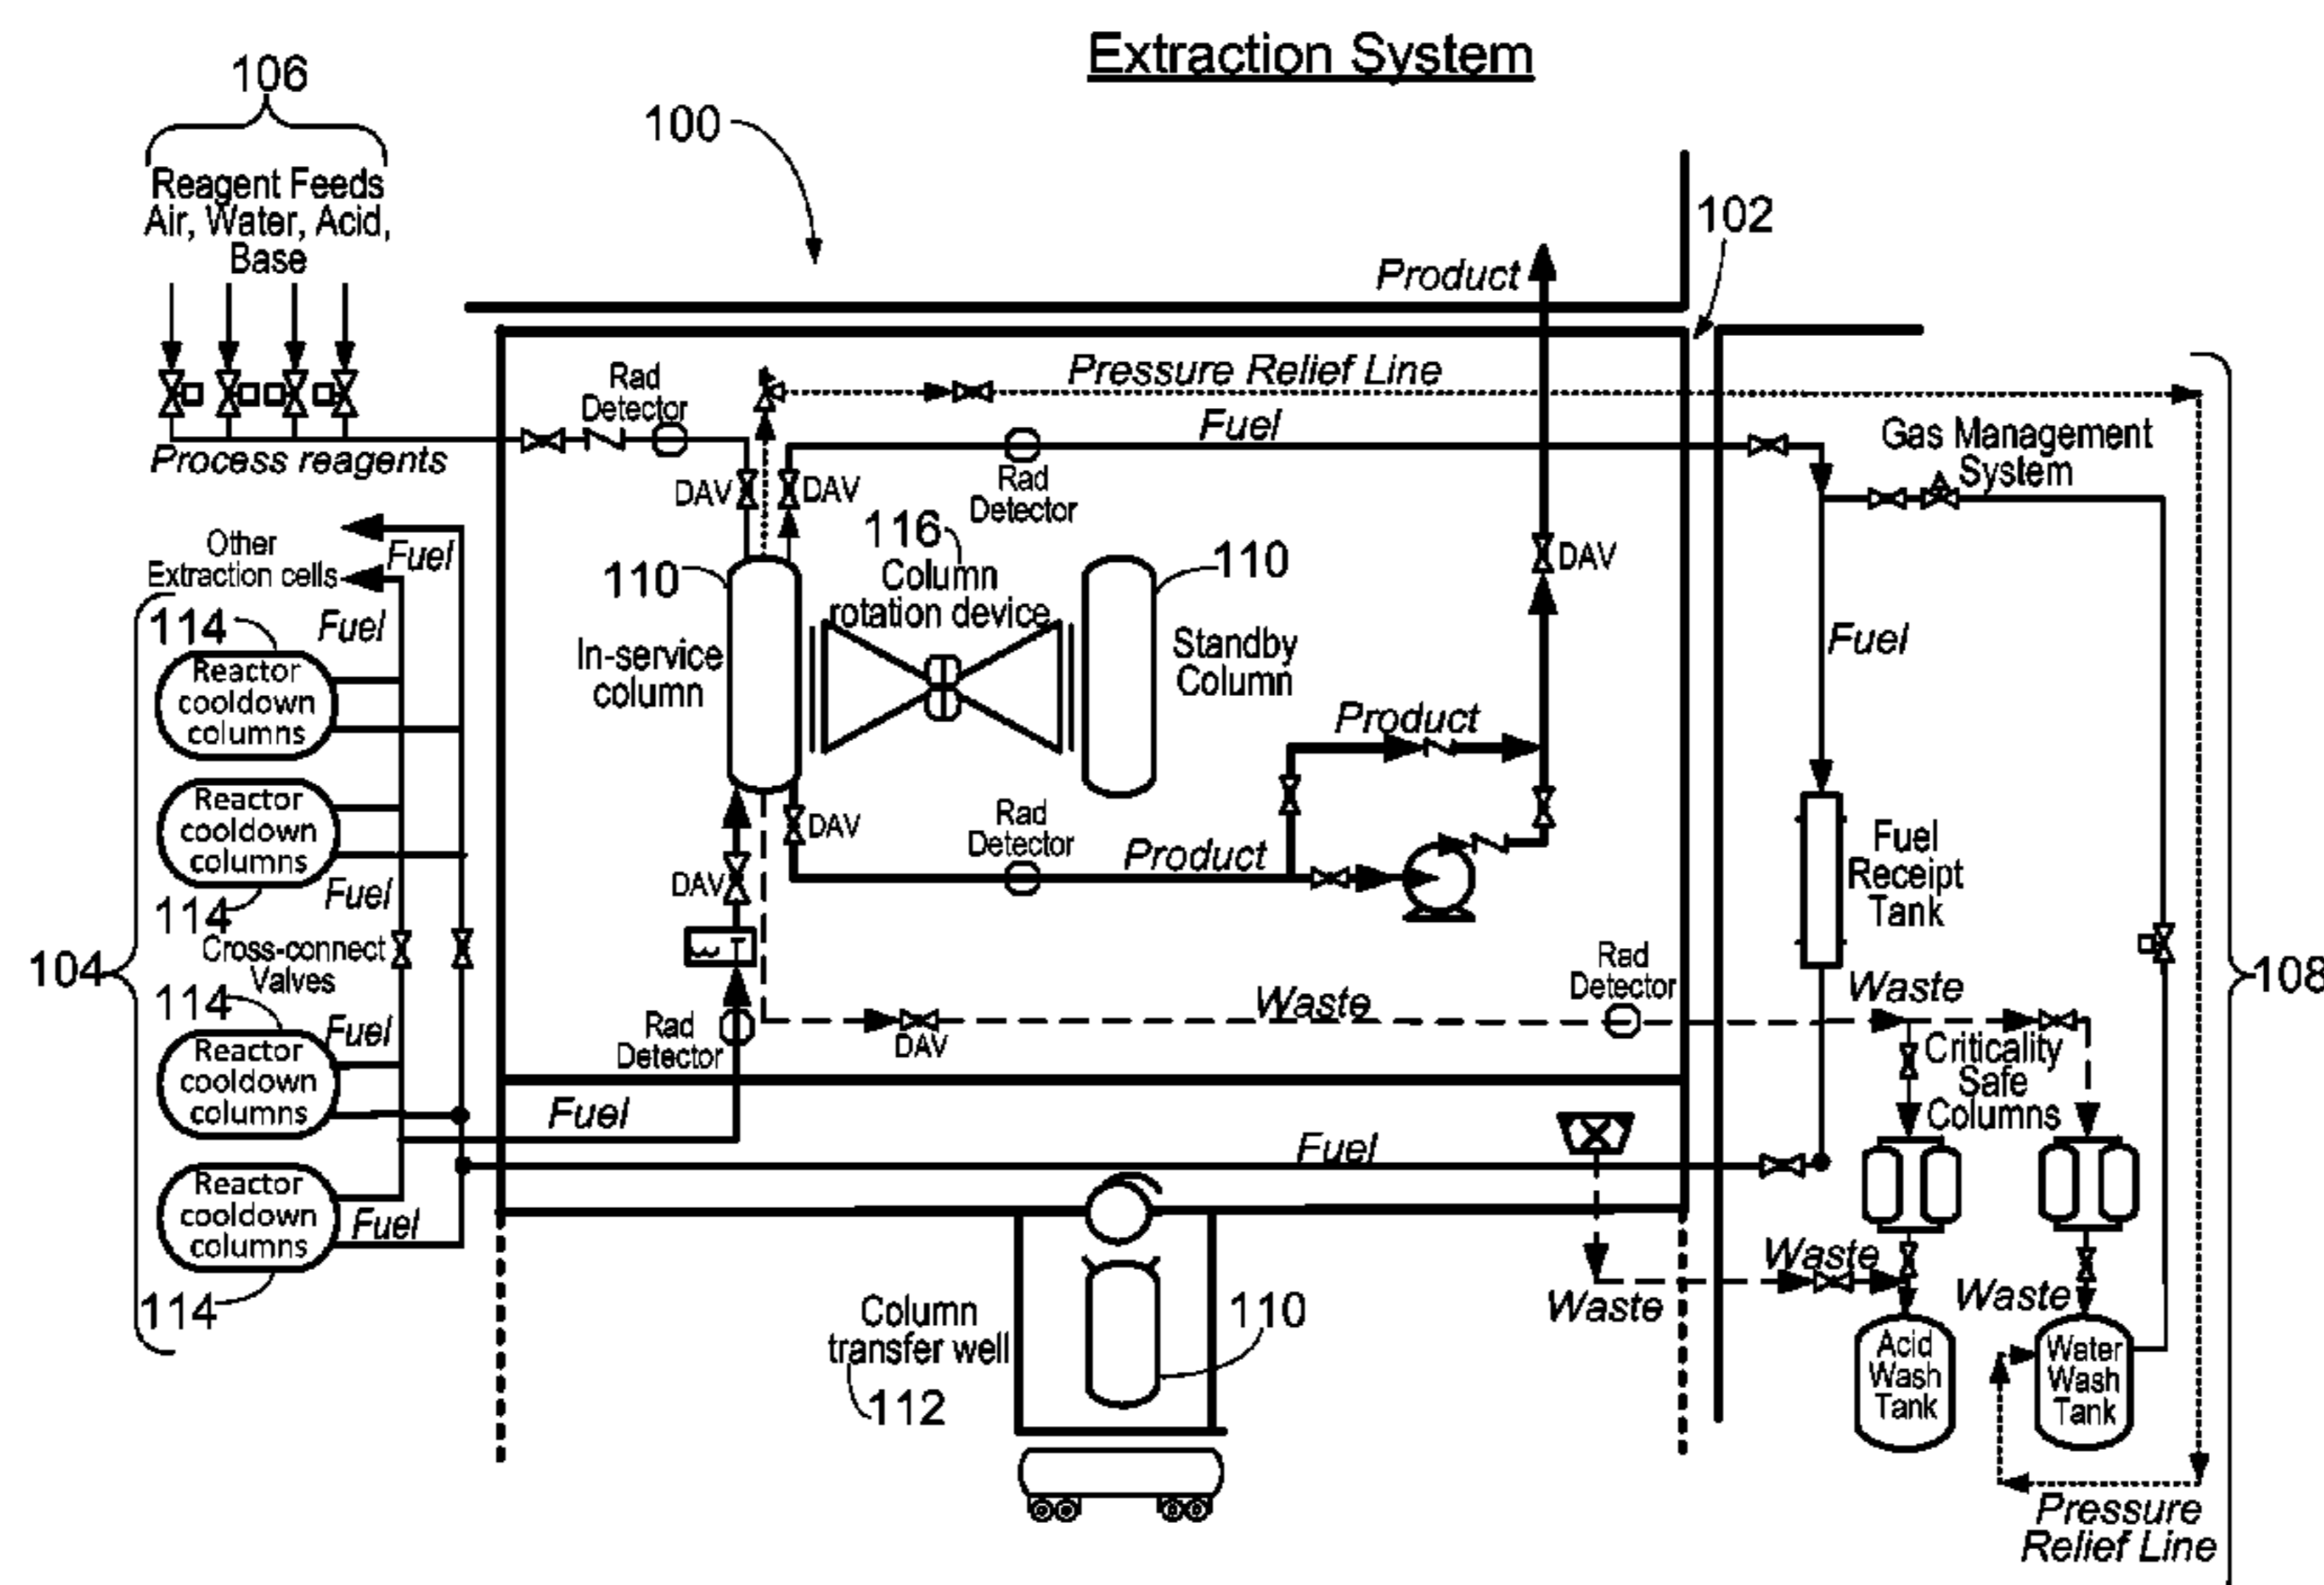 Extraction System
106
100
Reagent Feeds
Air, Water, Acid,
Base
102
Product
Rad
Detector
Pressure Relief Line
Fuel
Process reagents
Gas Management
System
DAV
DAV
Rad
Detector
116
Column
rotation device
110
110
DAV
Other
Extraction cells
Fuel
114
Fuel
Reactor
cooldown
columns
In-service
column
Standby
Column
Fuel
Product
Reactor
cooldown
columns
114
Fuel
DAV
Rad
Detector
Product
Fuel
Receipt
Tank
DAV
Cross-connect
Valves
104
108
114
Fuel
Reactor
cooldown
columns
ω T
Rad
Detector
DAV
Waste
Rad
Detector
Waste
Criticality
Safe
Columns
Fuel
Fuel
Reactor
cooldown
columns
Fuel
114
Column
transfer well
112
110
Waste
Waste
Waste
Acid
Wash
Tank
Water
Wash
Tank
Pressure
Relief Line